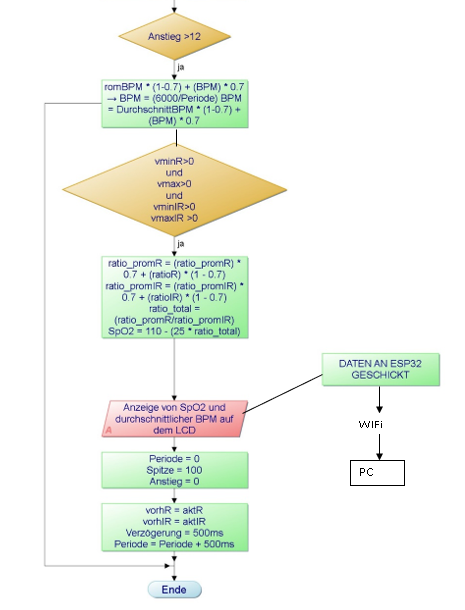 Anstieg >12
ja
romBPM * (1-0.7) + (BPM) * 0.7
→ BPM = (6000/Periode) BPM
= DurchschnittBPM * (1-0.7) +
(BPM) * 0.7
vminR>0
und
vmax>0
und
vminIR>0
vmaxIR >0
ja
ratio_promR = (ratio_promR) *
0.7 + (ratioR) * (1 - 0.7)
ratio_promIR = (ratio_promIR) *
0.7 + (ratioIR) * (1 - 0.7)
ratio_total =
(ratio_promR/ratio_promIR)
SpO2 = 110 - (25 * ratio_total)
DATEN AN ESP32
GESCHICKT
Anzeige von SpO2 und
durchschnittlicher BPM auf
dem LCD
A
WIFi
PC
Periode = 0
Spitze = 100
Anstieg = 0
vorhR = aktR
vorhIR = aktIR
Verzögerung = 500ms
Periode = Periode + 500ms
Ende